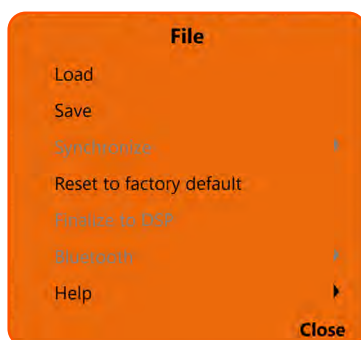 File
Load
Save
Synchronize
Reset to factory default
Finalize to DSP
Bluetooth
Help
Close